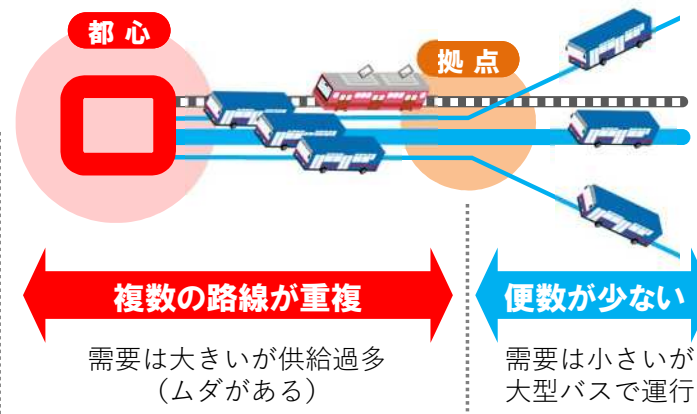 都心
拠点
複数の路線が重複
便数が少ない
需要は大きいが供給過多
（ムダがある）
需要は小さいが
大型バスで運行